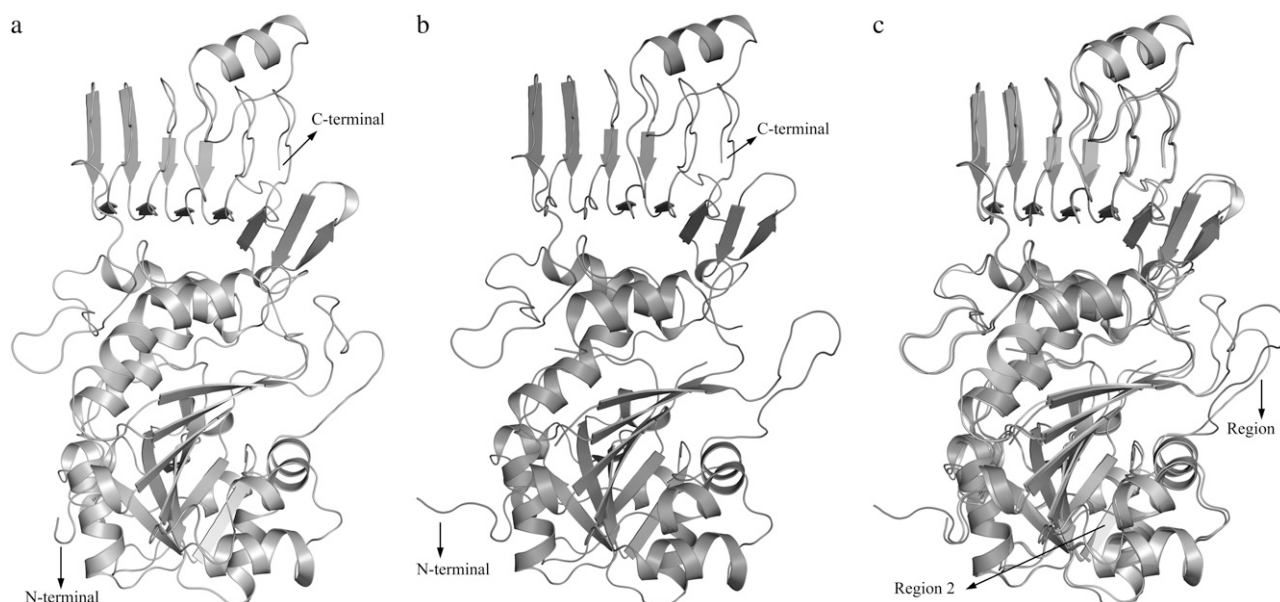 a
b
c
C-terminal
C-terminal
Region
N-terminal
Region 2
N-terminal